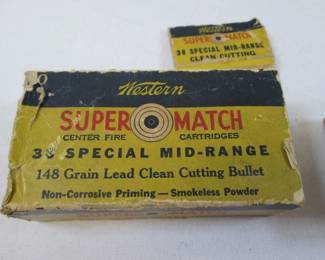 Western
SUPER MATCH
38 SPECIAL MID-RANGE
CLEAN CUTTING
Western
SUPER MATCH
CENTER FIRE CARTRIDGES
38 SPECIAL MID-RANGE
148 Grain Lead Clean Cutting Bullet
Non-Corrosive Priming — Smokeless Powder